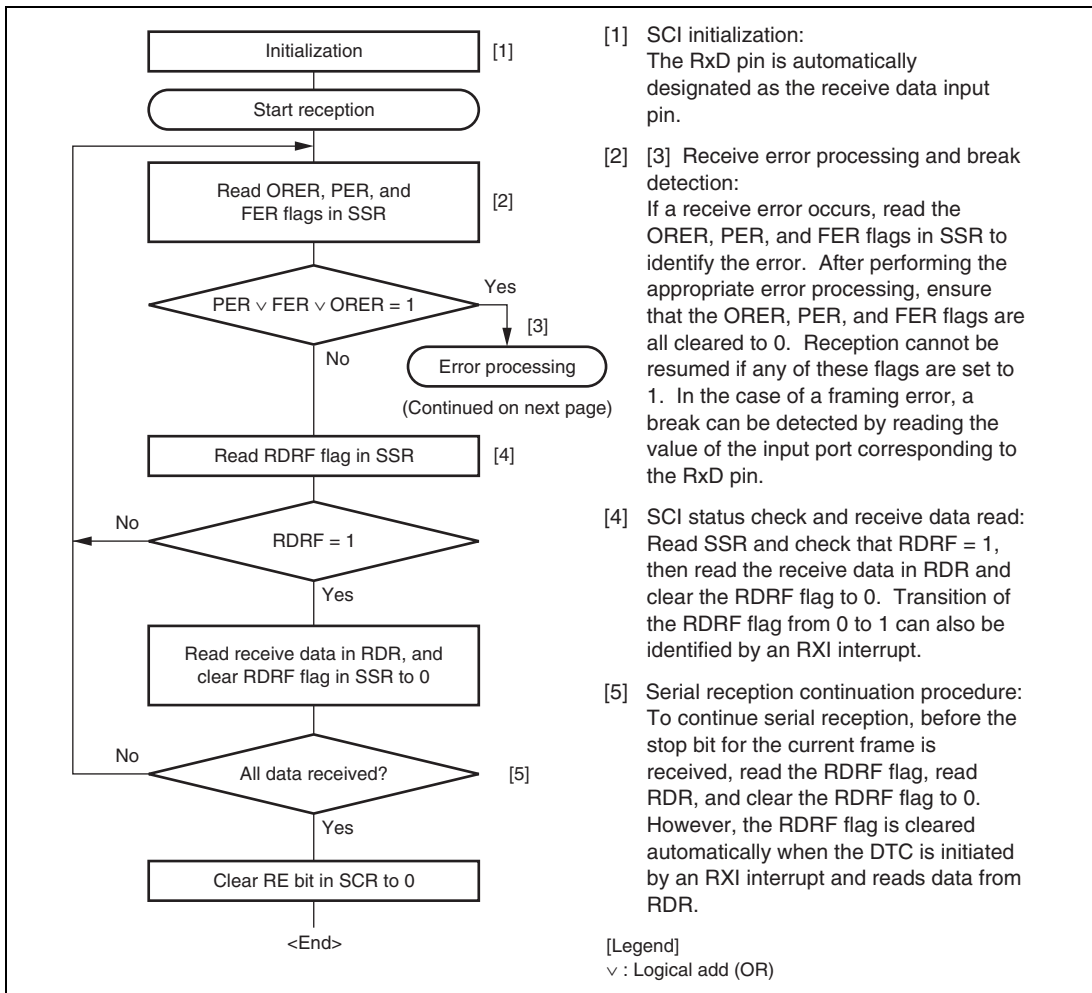 Initialization
[1]
Start reception
Read ORER, PER, and
FER flags in SSR
[2]
PER ∨ FER ∨ ORER = 1
Yes
[3]
No
Error processing
(Continued on next page)
Read RDRF flag in SSR
[4]
No
RDRF = 1
Yes
Read receive data in RDR, and
clear RDRF flag in SSR to 0
No
All data received?
[5]
Yes
Clear RE bit in SCR to 0
<End>
[1] SCI initialization:
The RxD pin is automatically
designated as the receive data input
pin.
[2] [3] Receive error processing and break
detection:
If a receive error occurs, read the
ORER, PER, and FER flags in SSR to
identify the error. After performing the
appropriate error processing, ensure
that the ORER, PER, and FER flags are
all cleared to 0. Reception cannot be
resumed if any of these flags are set to
1. In the case of a framing error, a
break can be detected by reading the
value of the input port corresponding to
the RxD pin.
[4] SCI status check and receive data read:
Read SSR and check that RDRF = 1,
then read the receive data in RDR and
clear the RDRF flag to 0. Transition of
the RDRF flag from 0 to 1 can also be
identified by an RXI interrupt.
[5] Serial reception continuation procedure:
To continue serial reception, before the
stop bit for the current frame is
received, read the RDRF flag, read
RDR, and clear the RDRF flag to 0.
However, the RDRF flag is cleared
automatically when the DTC is initiated
by an RXI interrupt and reads data from
RDR.
[Legend]
∨ : Logical add (OR)